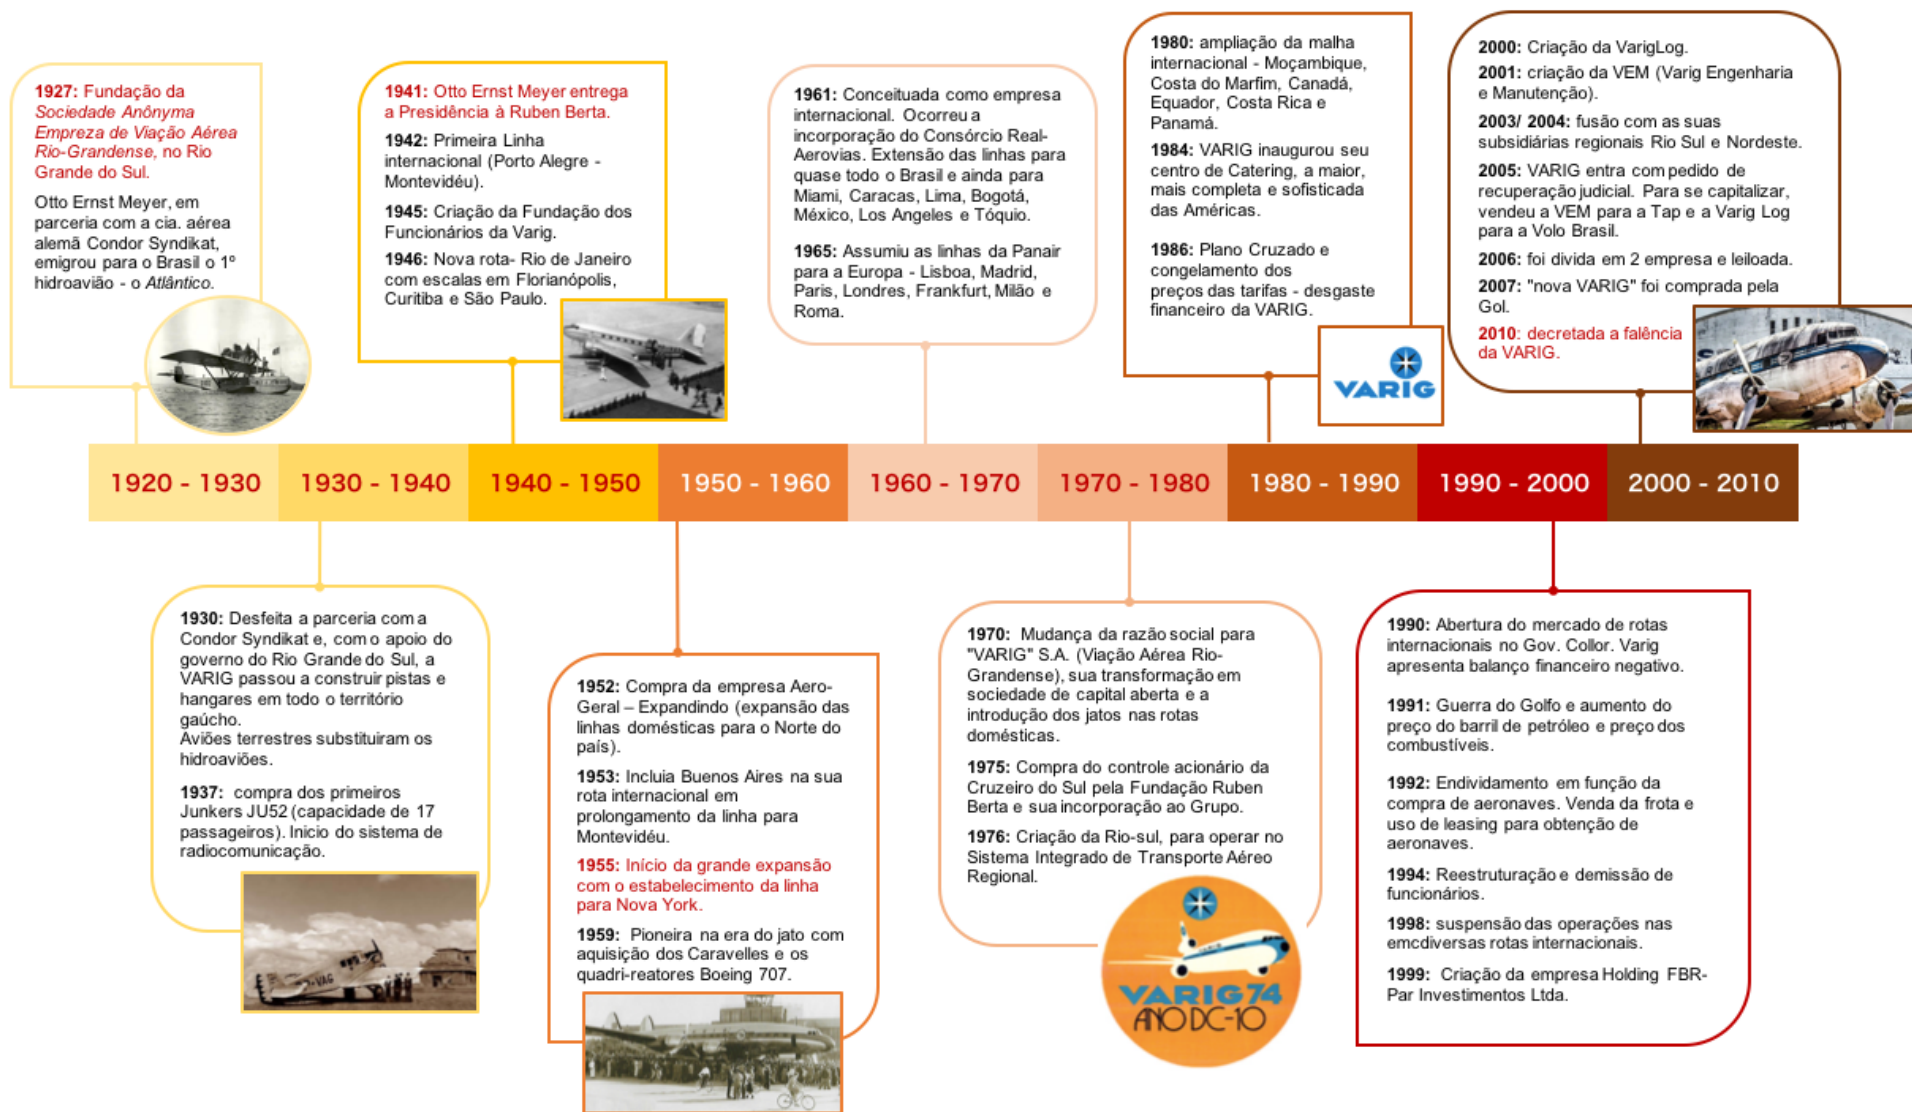 1927: Fundação da
Sociedade Anônyma
Empreza de Viação Aérea
Rio-Grandense, no Rio
Grande do Sul.
Otto Ernst Meyer, em
parceria com a cia. aérea
alemã Condor Syndikat,
emigrou para o Brasil o 1º
hidroavião - o Atlântico.
1941: Otto Ernst Meyer entrega
a Presidência à Ruben Berta.
1942: Primeira Linha
internacional (Porto Alegre -
Montevidéu).
1945: Criação da Fundação dos
Funcionários da Varig.
1946: Nova rota- Rio de Janeiro
com escalas em Florianópolis,
Curitiba e São Paulo.
1961: Conceituada como empresa
internacional. Ocorreu a
incorporação do Consórcio Real-
Aerovias. Extensão das linhas para
quase todo o Brasil e ainda para
Miami, Caracas, Lima, Bogotá,
México, Los Angeles e Tóquio.
1965: Assumiu as linhas da Panair
para a Europa - Lisboa, Madrid,
Paris, Londres, Frankfurt, Milão e
Roma.
1980: ampliação da malha
internacional - Moçambique,
Costa do Marfim, Canadá,
Equador, Costa Rica e
Panamá.
1984: VARIG inaugurou seu
centro de Catering, a maior,
mais completa e sofisticada
das Américas.
1986: Plano Cruzado e
congelamento dos
preços das tarifas - desgaste
financeiro da VARIG.
VARIG
2000: Criação da VarigLog.
2001: criação da VEM (Varig Engenharia
e Manutenção).
2003/ 2004: fusão com as suas
subsidiárias regionais Rio Sul e Nordeste.
2005: VARIG entra com pedido de
recuperação judicial. Para se capitalizar,
vendeu a VEM para a Tap e a Varig Log
para a Volo Brasil.
2006: foi divida em 2 empresa e leiloada.
2007: "nova VARIG" foi comprada pela
Gol.
2010: decretada a falência
da VARIG.
1920 - 1930
1930 - 1940
1940 - 1950
1950 - 1960
1960 - 1970
1970 - 1980
1980 - 1990
1990 - 2000
2000 - 2010
1930: Desfeita a parceria com a
Condor Syndikat e, com o apoio do
governo do Rio Grande do Sul, a
VARIG passou a construir pistas e
hangares em todo o território
gaúcho.
Aviões terrestres substituiram os
hidroaviões.
1937: compra dos primeiros
Junkers JU52 (capacidade de 17
passageiros). Inicio do sistema de
radiocomunicação.
1952: Compra da empresa Aero-
Geral – Expandindo (expansão das
linhas domésticas para o Norte do
país).
1953: Incluia Buenos Aires na sua
rota internacional em
prolongamento da linha para
Montevidéu.
1955: Início da grande expansão
com o estabelecimento da linha
para Nova York.
1959: Pioneira na era do jato com
aquisição dos Caravelles e os
quadri-reatores Boeing 707.
1970: Mudança da razão social para
"VARIG" S.A. (Viação Aérea Rio-
Grandense), sua transformação em
sociedade de capital aberta e a
introdução dos jatos nas rotas
domésticas.
1975: Compra do controle acionário da
Cruzeiro do Sul pela Fundação Ruben
Berta e sua incorporação ao Grupo.
1976: Criação da Rio-sul, para operar no
Sistema Integrado de Transporte Aéreo
Regional.
VARIG 74
ANO DC-10
1990: Abertura do mercado de rotas
internacionais no Gov. Collor. Varig
apresenta balanço financeiro negativo.
1991: Guerra do Golfo e aumento do
preço do barril de petróleo e preço dos
combustíveis.
1992: Endividamento em função da
compra de aeronaves. Venda da frota e
uso de leasing para obtenção de
aeronaves.
1994: Reestruturação e demissão de
funcionários.
1998: suspensão das operações nas
emcdiversas rotas internacionais.
1999: Criação da empresa Holding FBR-
Par Investimentos Ltda.